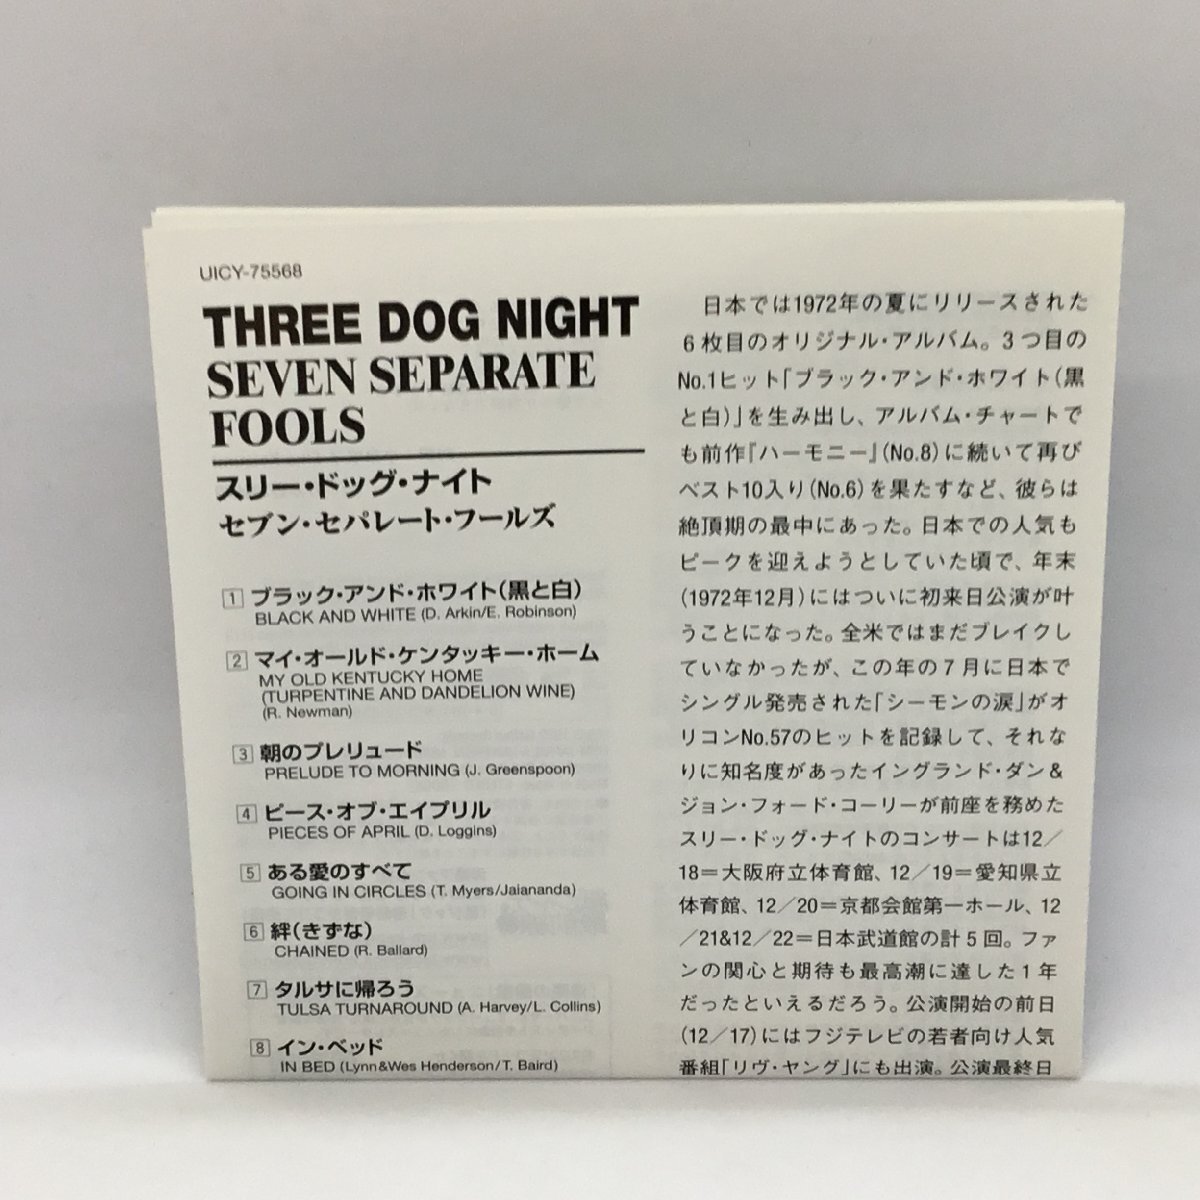 UICY-75568
THREE DOG NIGHT
SEVEN SEPARATE
FOOLS
スリー・ドッグ・ナイト
セブン・セパレート・フールズ
1 ブラック・アンド・ホワイト(黒と白)
BLACK AND WHITE (D. Arkin/E. Robinson)
2 マイ・オールド・ケンタッキー・ホーム
MY OLD KENTUCKY HOME
(TURPENTINE AND DANDELION WINE)
(R. Newman)
3 朝のプレリュード
PRELUDE TO MORNING (J. Greenspoon)
4 ピース・オブ・エイプリル
PIECES OF APRIL (D. Loggins)
5 ある愛のすべて
GOING IN CIRCLES (T. Myers/Jaiananda)
6 絆(きずな)
CHAINED (R. Ballard)
7 タルサに帰ろう
TULSA TURNAROUND (A. Harvey/L. Collins)
8 イン・ベッド
IN BED (Lynn&Wes Henderson/T. Baird)
日本では1972年の夏にリリースされた
6枚目のオリジナル・アルバム。3つ目の
No.1ヒット「ブラック・アンド・ホワイト(黒
と白)」を生み出し、アルバム・チャートで
も前作『ハーモニー』(No.8)に続いて再び
ベスト10入り(No.6)を果たすなど、彼らは
絶頂期の最中にあった。日本での人気も
ピークを迎えようとしていた頃で、年末
(1972年12月)にはついに初来日公演が叶
うことになった。全米ではまだブレイクし
ていなかったが、この年の7月に日本で
シングル発売された「シーモンの涙」がオ
リコンNo.57のヒットを記録して、それな
りに知名度があったイングランド・ダン&
ジョン・フォード・コーリーが前座を務めた
スリー・ドッグ・ナイトのコンサートは12/
18=大阪府立体育館、12/19=愛知県立
体育館、12/20=京都会館第一ホール、12
/21&12/22=日本武道館の計5回。ファ
ンの関心と期待も最高潮に達した1年
だったといえるだろう。公演開始の前日
(12/17)にはフジテレビの若者向け人気
番組「リヴ・ヤング」にも出演。公演最終日